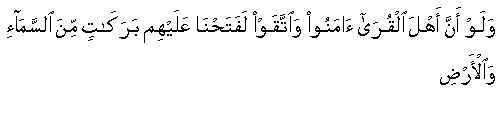 وَلَوْ أَنَّ أَهْلَ ٱلْقُرَىٰٓ ءَامَنُوا۟ وَٱتَّقَوْا۟ لَفَتَحْنَا عَلَيْهِم بَرَكَـٰتٍ مِّنَ ٱلسَّمَآءِ
وَٱلْأَرْضِ